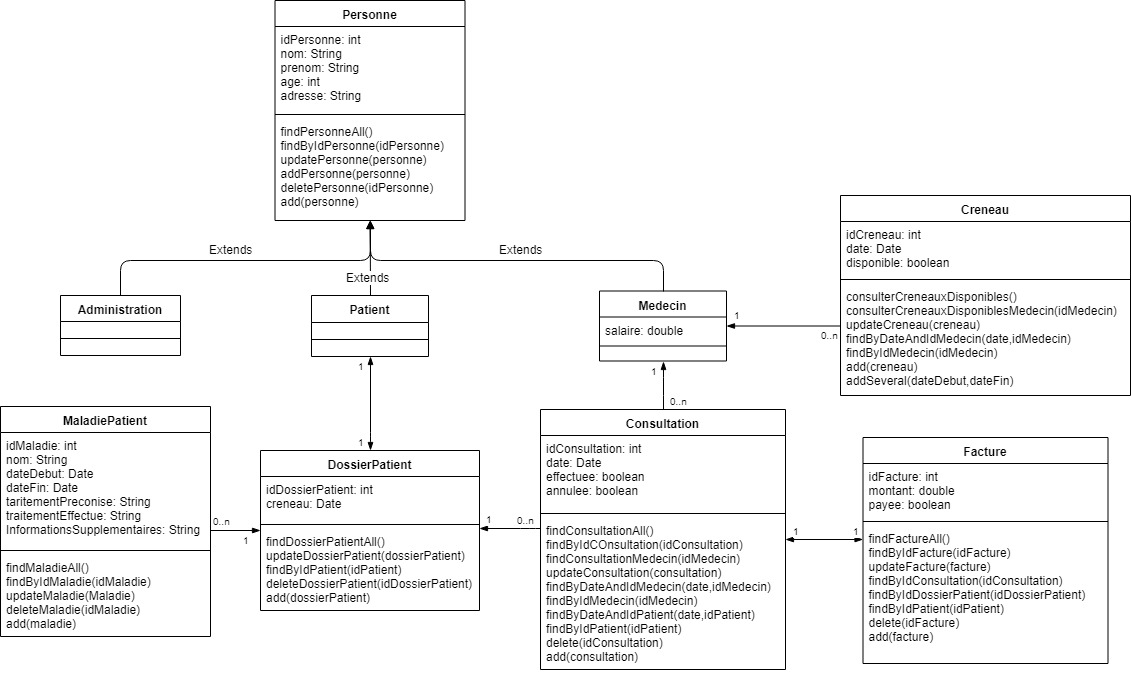 Personne
idPersonne: int
nom: String
prenom: String
age: int
adresse: String
findPersonneAll()
findByIdPersonne(idPersonne)
updatePersonne(personne)
addPersonne(personne)
deletePersonne(idPersonne)
add(personne)
Extends
Extends
Extends
Administration
Patient
Medecin
salaire: double
1
0..n
Creneau
idCreneau: int
date: Date
disponible: boolean
consulterCreneauxDisponibles()
consulterCreneauxDisponiblesMedecin(idMedecin)
updateCreneau(creneau)
findByDateAndIdMedecin(date,idMedecin)
findByIdMedecin(idMedecin)
add(creneau)
addSeveral(dateDebut,dateFin)
1
1
1
0..n
MaladiePatient
idMaladie: int
nom: String
dateDebut: Date
dateFin: Date
taritementPreconise: String
traitementEffectue: String
InformationsSupplementaires: String
findMaladieAll()
findByIdMaladie(idMaladie)
updateMaladie(Maladie)
deleteMaladie(idMaladie)
add(maladie)
0..n
1
DossierPatient
idDossierPatient: int
creneau: Date
findDossierPatientAll()
updateDossierPatient(dossierPatient)
findByIdPatient(idPatient)
deleteDossierPatient(idDossierPatient)
add(dossierPatient)
1
0..n
Consultation
idConsultation: int
date: Date
effectuee: boolean
annulee: boolean
findConsultationAll()
findByIdCOnsultation(idConsultation)
findConsultationMedecin(idMedecin)
updateConsultation(consultation)
findByDateAndIdMedecin(date,idMedecin)
findByIdMedecin(idMedecin)
findByDateAndIdPatient(date,idPatient)
findByIdPatient(idPatient)
delete(idConsultation)
add(consultation)
1
1
Facture
idFacture: int
montant: double
payee: boolean
findFactureAll()
findByIdFacture(idFacture)
updateFacture(facture)
findByIdConsultation(idConsultation)
findByIdDossierPatient(idDossierPatient)
findByIdPatient(idPatient)
delete(idFacture)
add(facture)